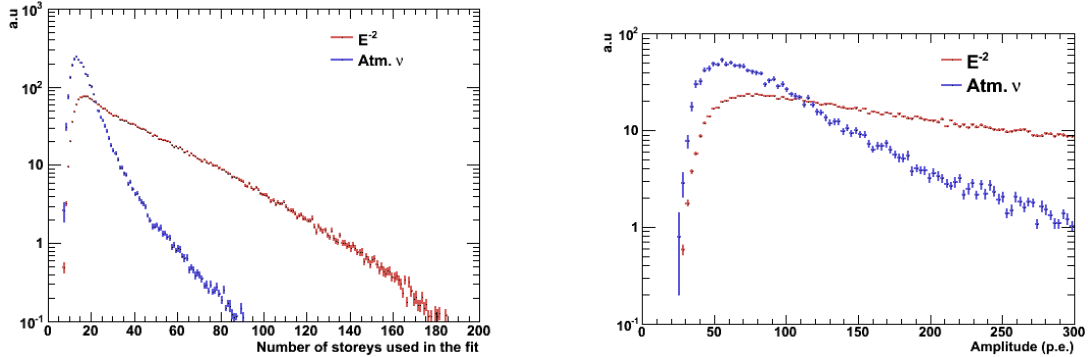 a.u
10³
10²
10
1
10⁻¹
0 20 40 60 80 100 120 140 160 180 200
Number of storeys used in the fit
E⁻²
Atm. ν
a.u
10²
10
1
10⁻¹
0 50 100 150 200 250 300
Amplitude (p.e.)
E⁻²
Atm. ν